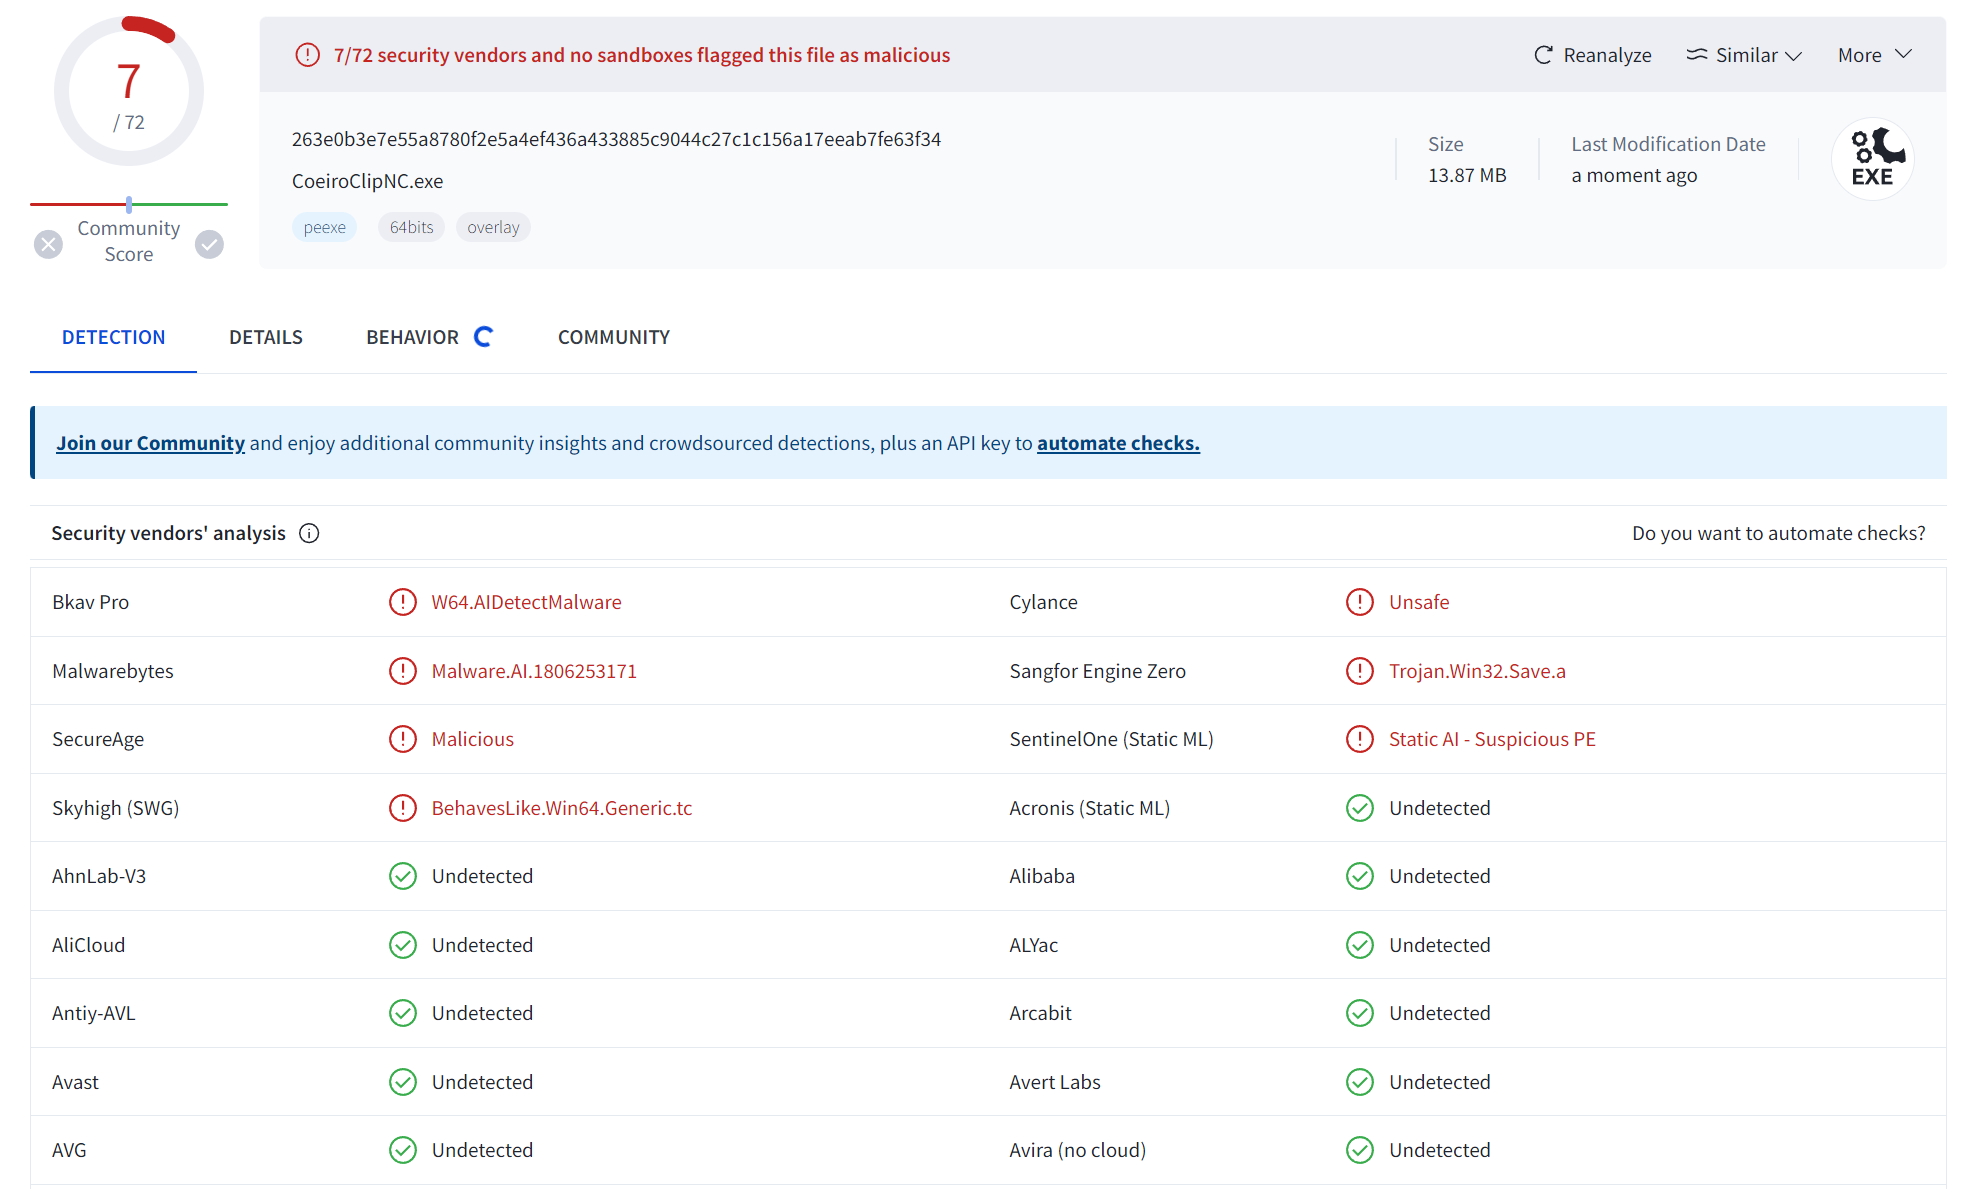 7
/ 72
Community
Score
7/72 security vendors and no sandboxes flagged this file as malicious
Reanalyze
Similar
More
263e0b3e7e55a8780f2e5a4ef436a433885c9044c27c1c156a17eeab7fe63f34
CoeiroClipNC.exe
peexe
64bits
overlay
Size
13.87 MB
Last Modification Date
a moment ago
EXE
DETECTION
DETAILS
BEHAVIOR
COMMUNITY
Join our Community and enjoy additional community insights and crowdsourced detections, plus an API key to automate checks.
Security vendors' analysis
Do you want to automate checks?
Bkav Pro W64.AIDetectMalware Cylance Unsafe
Malwarebytes Malware.AI.1806253171 Sangfor Engine Zero Trojan.Win32.Save.a
SecureAge Malicious SentinelOne (Static ML) Static AI - Suspicious PE
Skyhigh (SWG) BehavesLike.Win64.Generic.tc Acronis (Static ML) Undetected
AhnLab-V3 Undetected Alibaba Undetected
AliCloud Undetected ALYac Undetected
Antiy-AVL Undetected Arcabit Undetected
Avast Undetected Avert Labs Undetected
AVG Undetected Avira (no cloud) Undetected